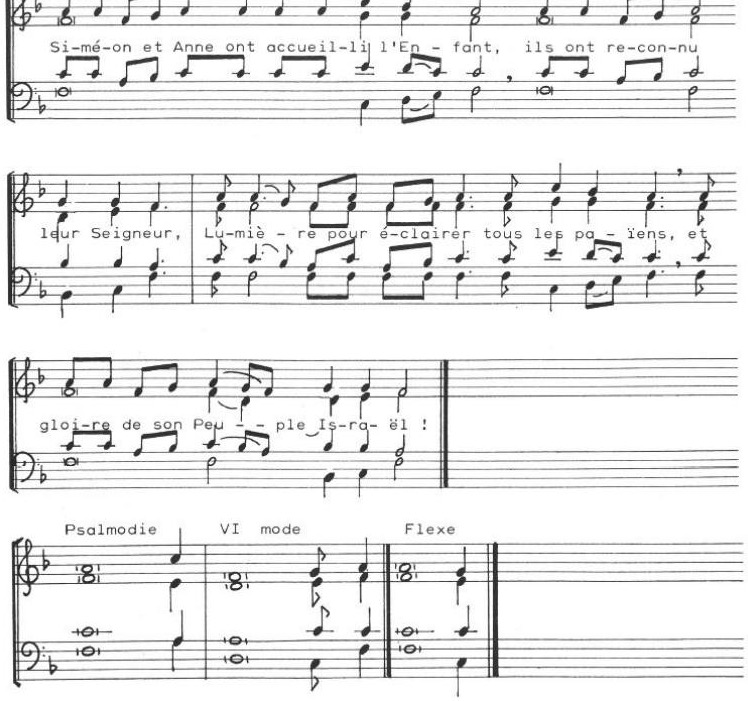 Si-mé-on et Anne ont accueil-li l'En - fant, ils ont re-con-nu
leur Seigneur, Lu-miè - re pour é-clairer tous les pa - ïens, et
gloi-re de son Peu - - ple Is-ra- ël !
Psalmodie VI mode Flexe